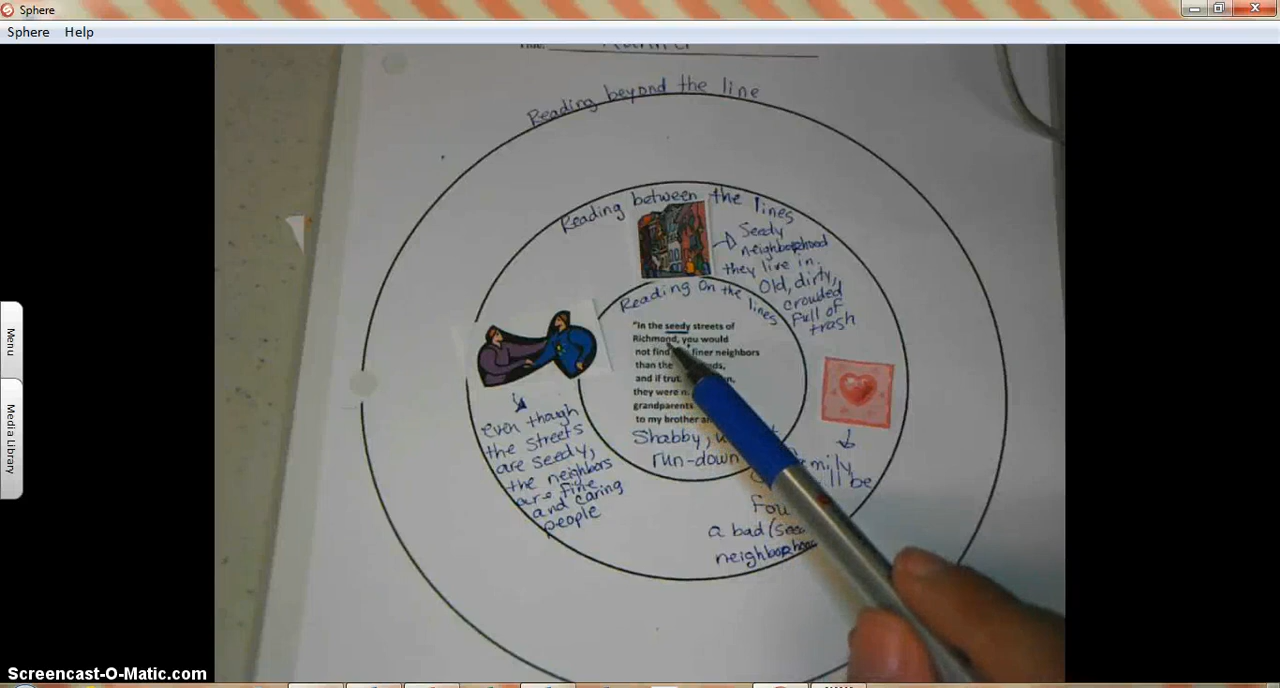 Sphere
Sphere Help
Reading beyond the line
Reading between the lines
Seedy
neighborhood
they live in.
Old, dirty,
crowded
full of
trash
Reading On the lines
"In the seedy streets of
Richmond, you would
not find finer neighbors
than the
and if
they were
grandparents
to my brother
Shabby,
run-down
even though
the streets
are seedy,
the neighbors
are fine
and caring
people
be
a bad
neighborhood
Menu
Media Library
Screencast-O-Matic.com